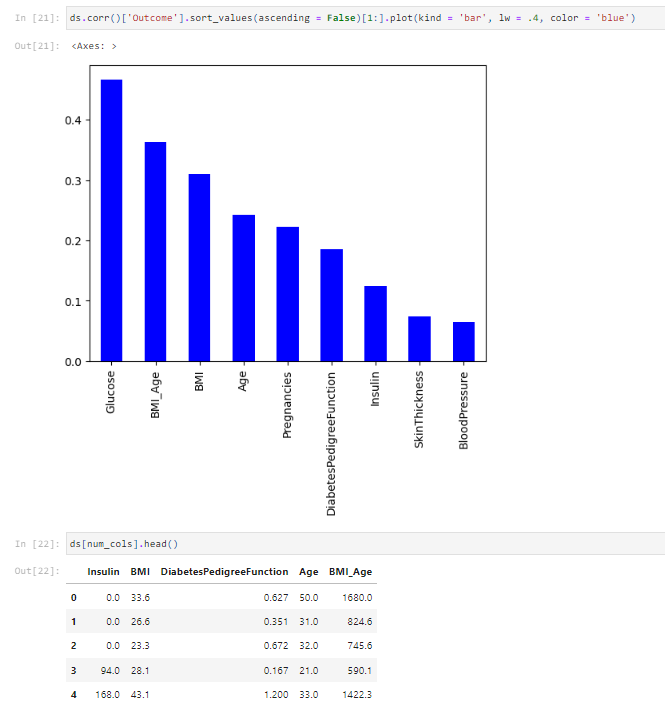 In [21]: ds.corr()['Outcome'].sort_values(ascending = False)[1:].plot(kind = 'bar', lw = .4, color = 'blue')
Out[21]: <Axes: >
0.4
0.3
0.2
0.1
0.0
Glucose
BMI_Age
BMI
Age
Pregnancies
DiabetesPedigreeFunction
Insulin
SkinThickness
BloodPressure
In [22]: ds[num_cols].head()
Out[22]:
Insulin BMI DiabetesPedigreeFunction Age BMI_Age
0 0.0 33.6 0.627 50.0 1680.0
1 0.0 26.6 0.351 31.0 824.6
2 0.0 23.3 0.672 32.0 745.6
3 94.0 28.1 0.167 21.0 590.1
4 168.0 43.1 1.200 33.0 1422.3